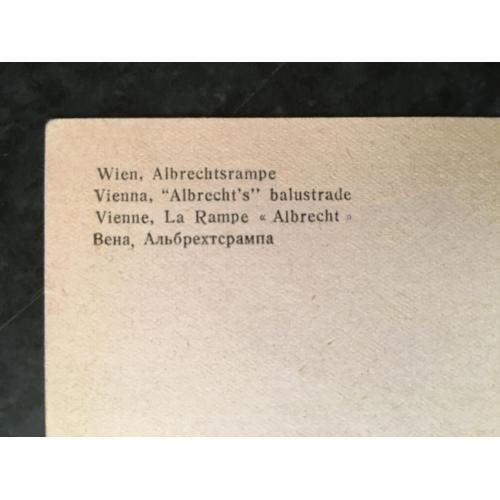 Wien, Albrechtsrampe
Vienna, “Albrecht's” balustrade
Vienne, La Rampe « Albrecht »
Вена, Альбрехтсрампа